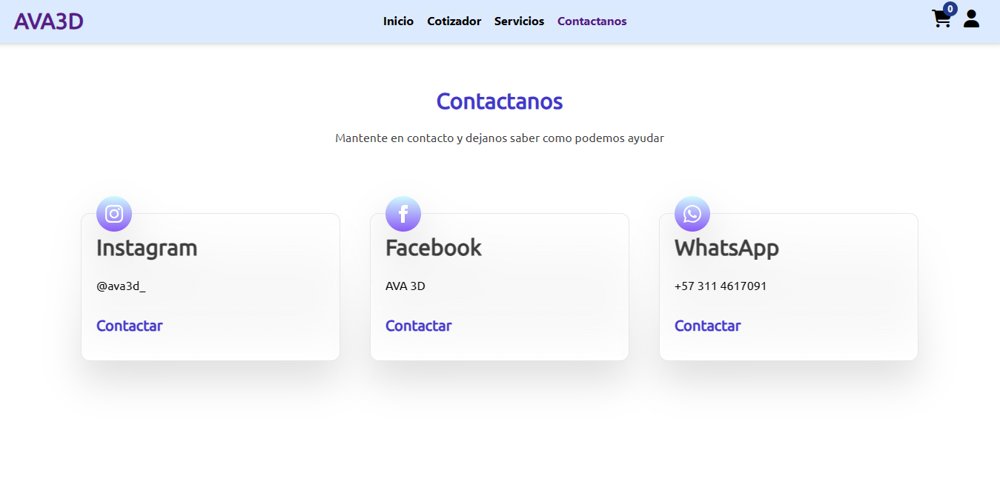 AVA3D
Inicio Cotizador Servicios Contactanos
0
Contactanos
Mantente en contacto y dejanos saber como podemos ayudar
Instagram
@ava3d_
Contactar
Facebook
AVA 3D
Contactar
WhatsApp
+57 311 4617091
Contactar